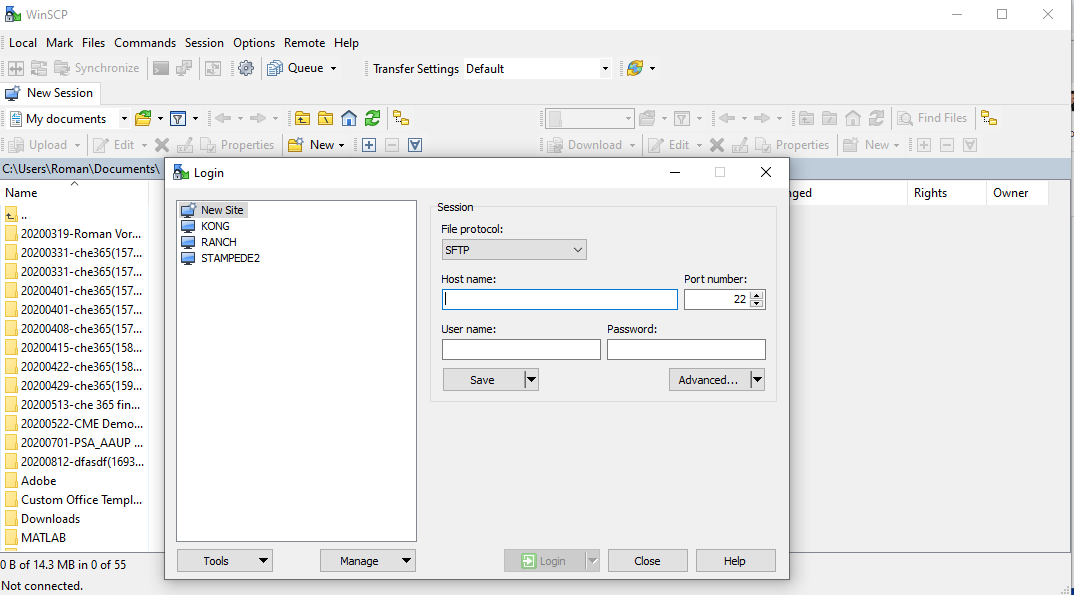 WinSCP
Local Mark Files Commands Session Options Remote Help
Synchronize Queue Transfer Settings Default
New Session
My documents Find Files
Upload Edit Properties New Download Edit Properties New
C:\Users\Roman\Documents\
Name aged Rights Owner
..
20200319-Roman Vor...
20200331-che365(157...
20200331-che365(157...
20200401-che365(157...
20200401-che365(157...
20200408-che365(157...
20200415-che365(158...
20200422-che365(158...
20200429-che365(159...
20200513-che 365 fin...
20200522-CME Demo...
20200701-PSA_AAUP ...
20200812-dfasdf(1693...
Adobe
Custom Office Templ...
Downloads
MATLAB
0 B of 14.3 MB in 0 of 55
Not connected.
Login
New Site
KONG
RANCH
STAMPEDE2
Session
File protocol:
SFTP
Host name: Port number:
22
User name: Password:
Save Advanced...
Tools Manage Login Close Help